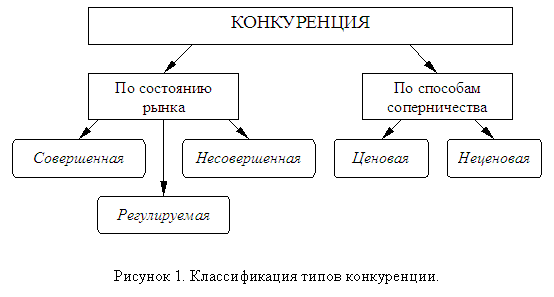 КОНКУРЕНЦИЯ
По состоянию
рынка
По способам
соперничества
Совершенная
Несовершенная
Ценовая
Неценовая
Регулируемая
Рисунок 1. Классификация типов конкуренции.